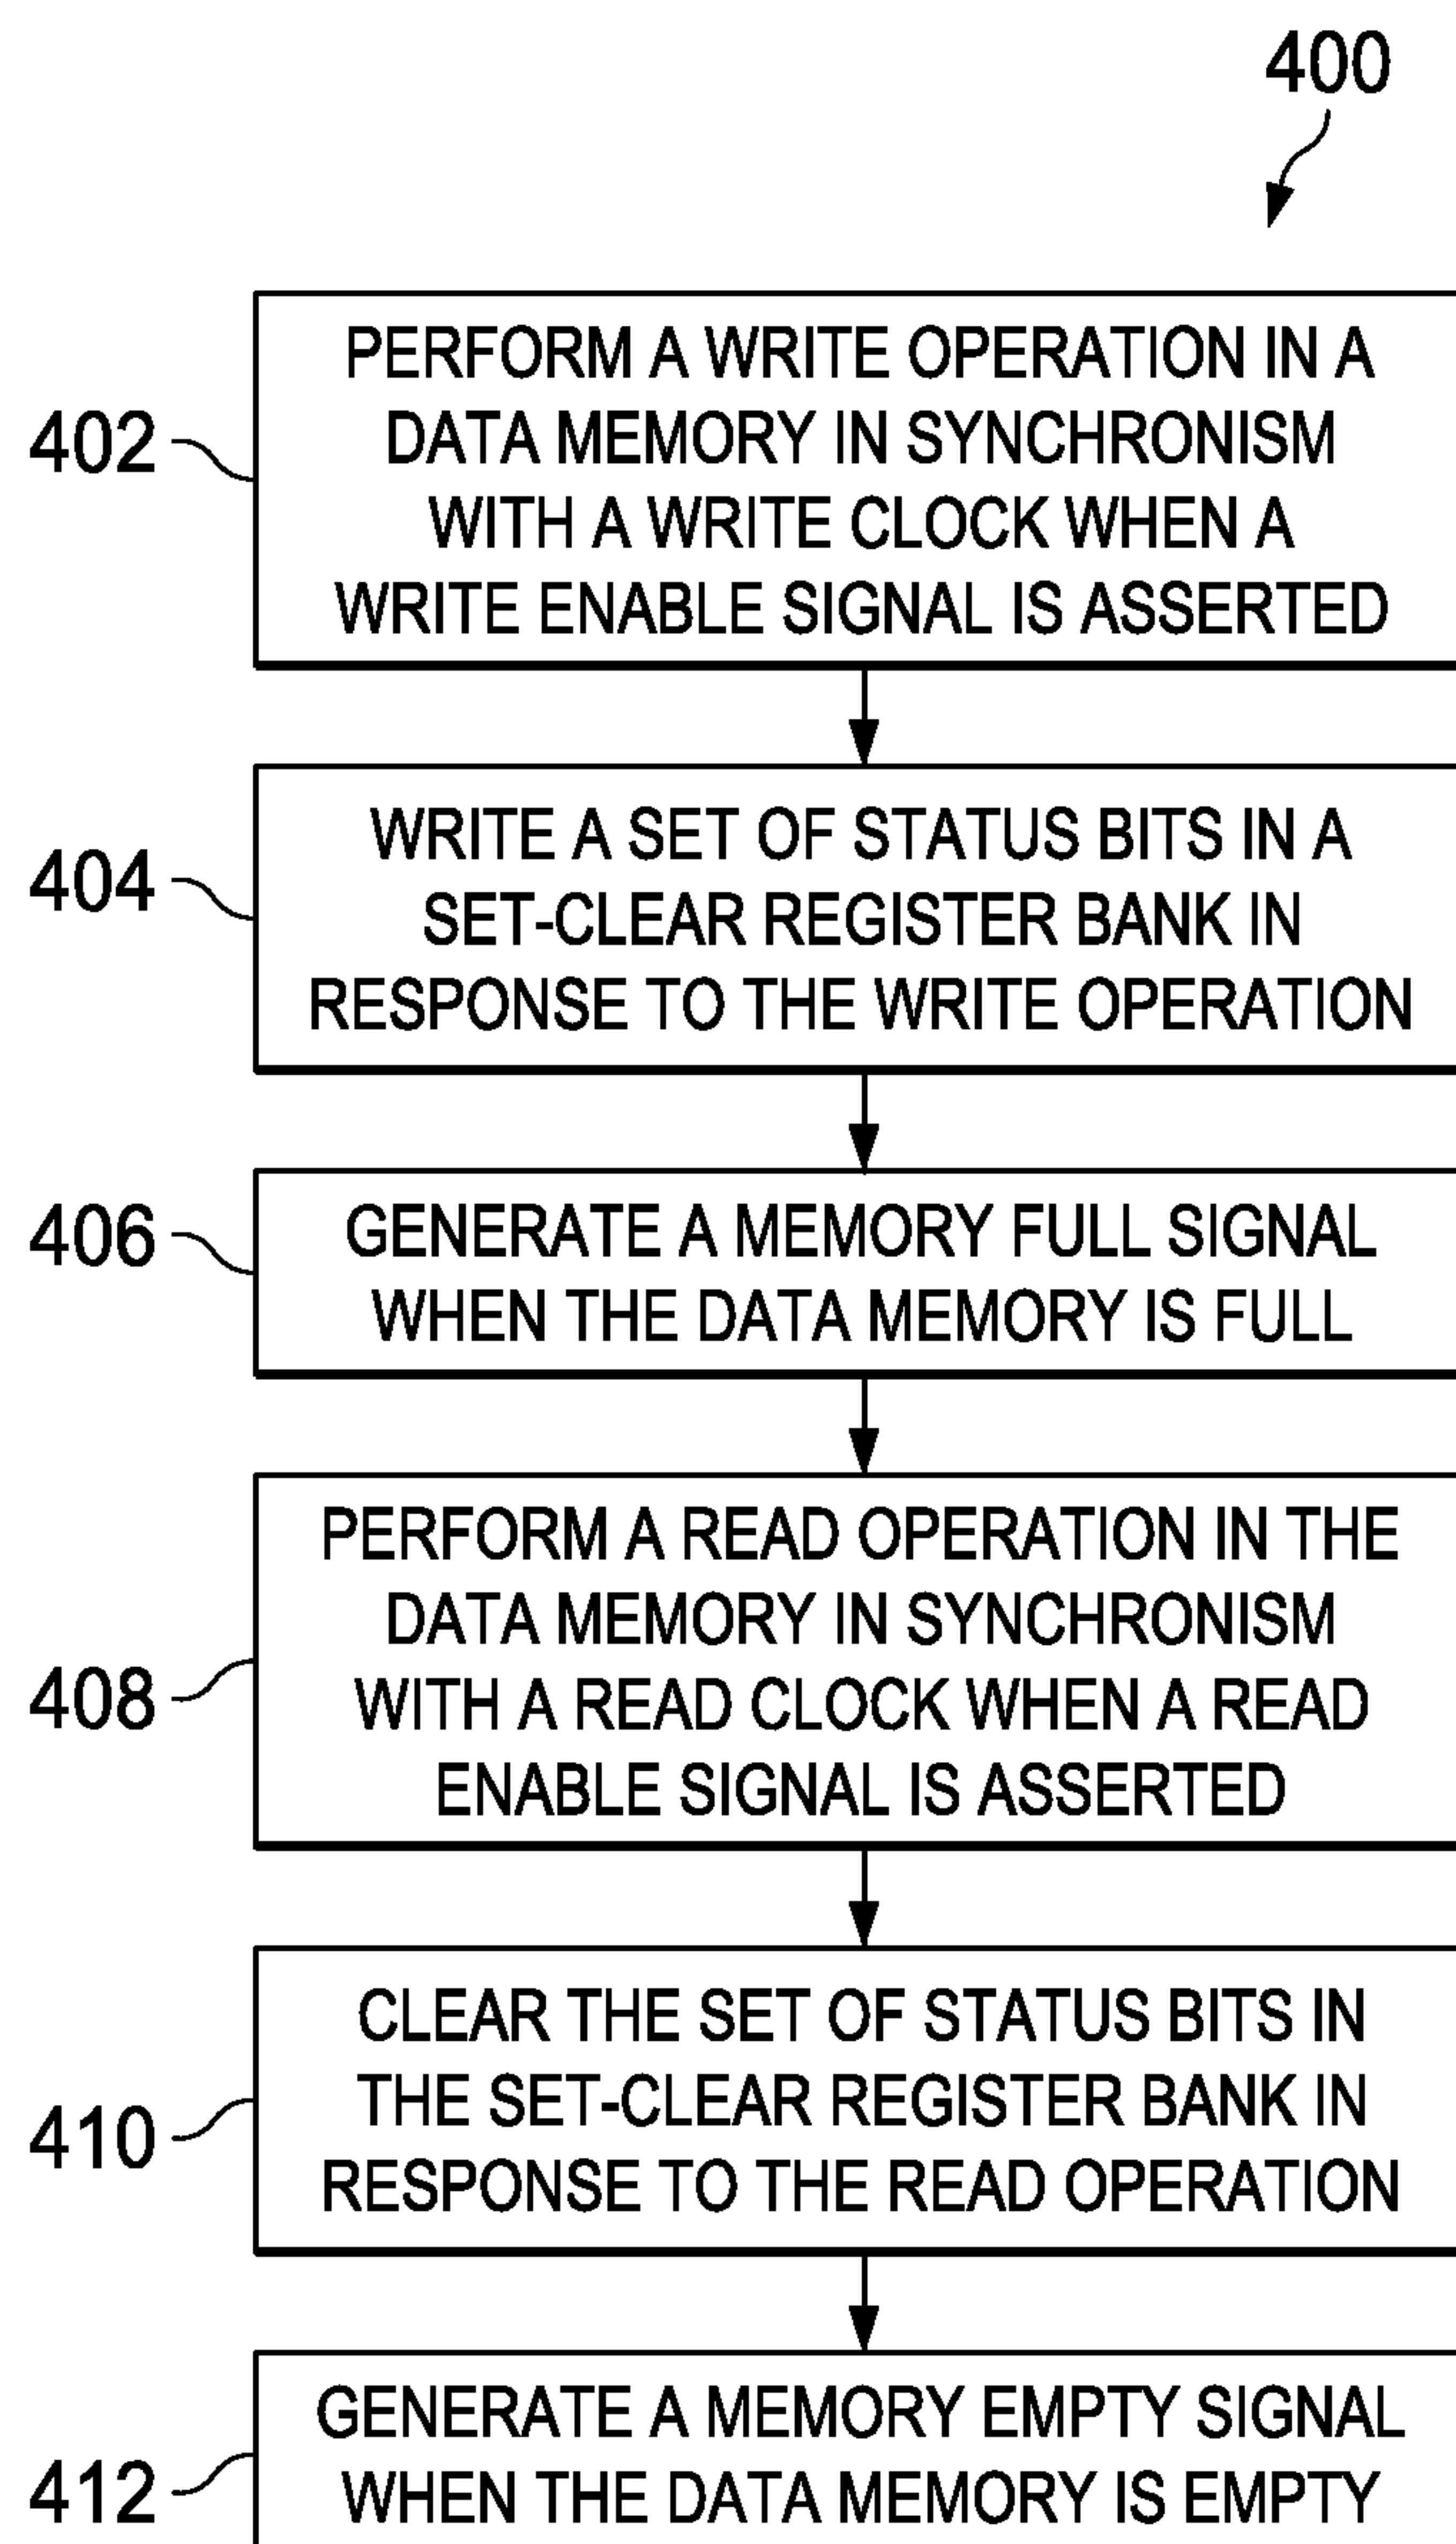 400
402
PERFORM A WRITE OPERATION IN A
DATA MEMORY IN SYNCHRONISM
WITH A WRITE CLOCK WHEN A
WRITE ENABLE SIGNAL IS ASSERTED
404
WRITE A SET OF STATUS BITS IN A
SET-CLEAR REGISTER BANK IN
RESPONSE TO THE WRITE OPERATION
406
GENERATE A MEMORY FULL SIGNAL
WHEN THE DATA MEMORY IS FULL
408
PERFORM A READ OPERATION IN THE
DATA MEMORY IN SYNCHRONISM
WITH A READ CLOCK WHEN A READ
ENABLE SIGNAL IS ASSERTED
410
CLEAR THE SET OF STATUS BITS IN
THE SET-CLEAR REGISTER BANK IN
RESPONSE TO THE READ OPERATION
412
GENERATE A MEMORY EMPTY SIGNAL
WHEN THE DATA MEMORY IS EMPTY